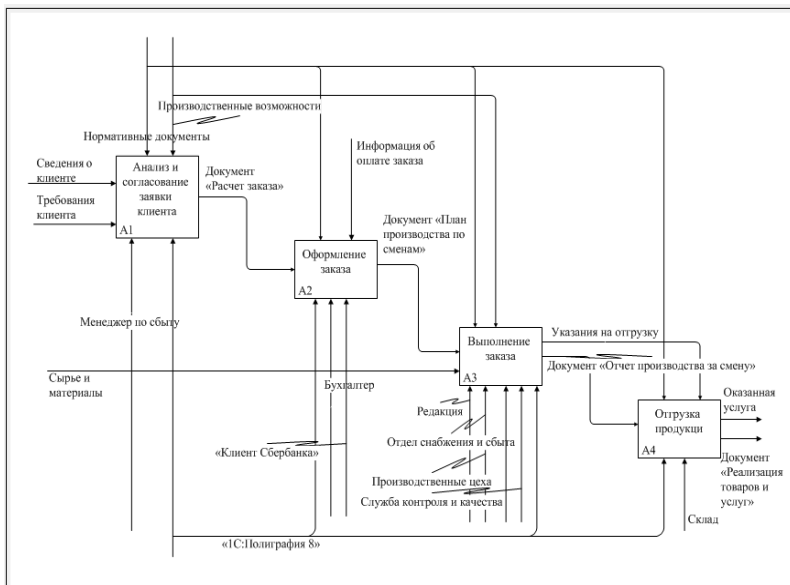 Производственные возможности
Нормативные документы
Информация об
оплате заказа
Сведения о
клиенте
Анализ и
согласование
заявки
клиента
A1
Документ
«Расчет заказа»
Требования
клиента
Документ «План
производства по
сменам»
Оформление
заказа
A2
Менеджер по сбыту
Указания на отгрузку
Выполнение
заказа
A3
Документ «Отчет производства за смену»
Сырье и
материалы
Бухгалтер
Редакция
Оказанная
услуга
Отгрузка
продукци
A4
Отдел снабжения и сбыта
«Клиент Сбербанка»
Документ
«Реализация
товаров и
услуг»
Производственные цеха
Служба контроля и качества
Склад
«1С:Полиграфия 8»